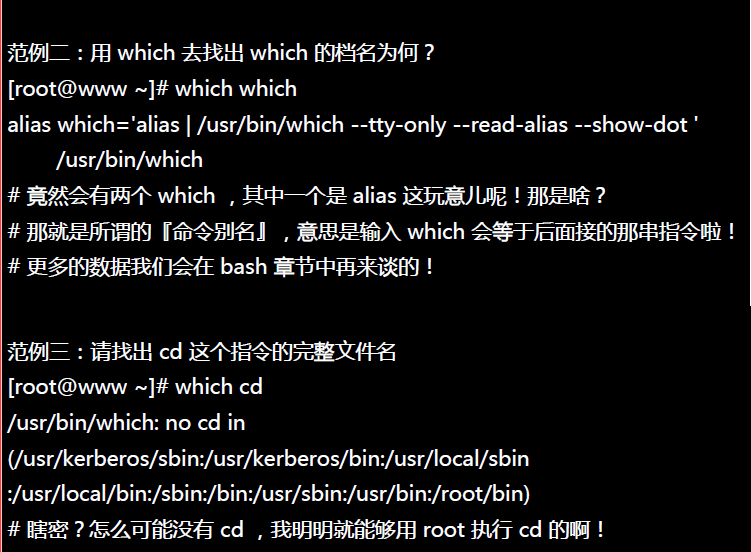 范例二：用 which 去找出 which 的档名为何？
[root@www ~]# which which
alias which='alias | /usr/bin/which --tty-only --read-alias --show-dot '
/usr/bin/which
# 竟然会有两个 which ，其中一个是 alias 这玩意儿呢！那是啥？
# 那就是所谓的『命令别名』，意思是输入 which 会等于后面接的那串指令啦！
# 更多的数据我们会在 bash 章节中再来谈的！
范例三：请找出 cd 这个指令的完整文件名
[root@www ~]# which cd
/usr/bin/which: no cd in
(/usr/kerberos/sbin:/usr/kerberos/bin:/usr/local/sbin
:/usr/local/bin:/sbin:/bin:/usr/sbin:/usr/bin:/root/bin)
# 瞎密？怎么可能没有 cd ，我明明就能够用 root 执行 cd 的啊！